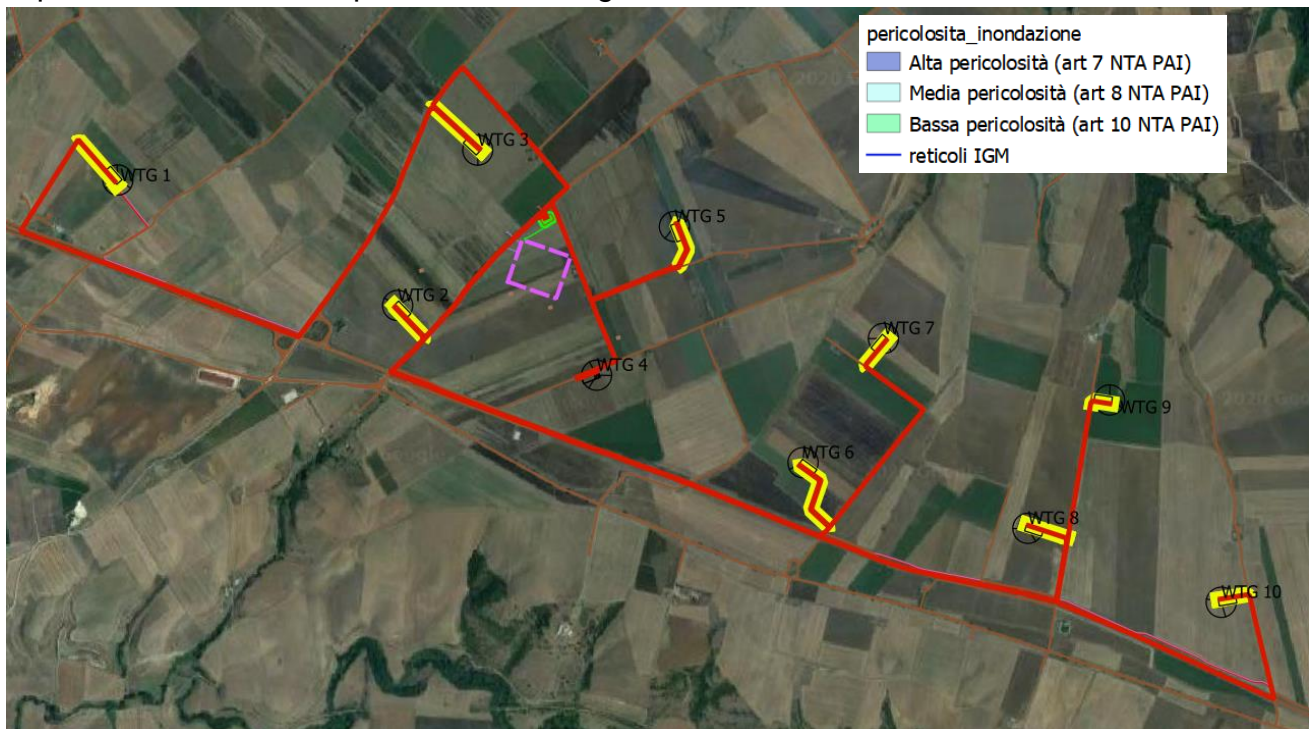 pericolosita_inondazione
Alta pericolosità (art 7 NTA PAI)
Media pericolosità (art 8 NTA PAI)
Bassa pericolosità (art 10 NTA PAI)
reticoli IGM
WTG 1
WTG 3
WTG 5
WTG 2
WTG 4
WTG 7
WTG 9
WTG 6
WTG 8
WTG 10